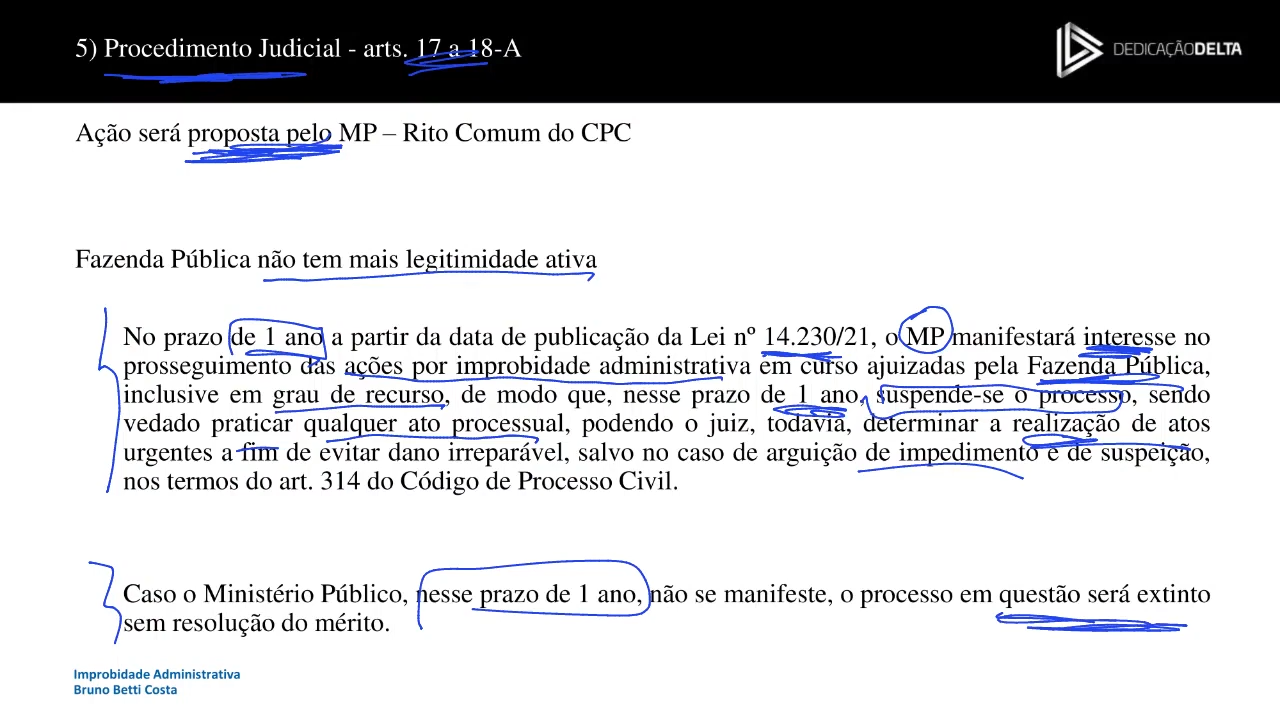 5) Procedimento Judicial - arts. 17 a 18-A
DEDICAÇÃODELTA
Ação será proposta pelo MP – Rito Comum do CPC
Fazenda Pública não tem mais legitimidade ativa
No prazo de 1 ano a partir da data de publicação da Lei nº 14.230/21, o MP manifestará interesse no
prosseguimento das ações por improbidade administrativa em curso ajuizadas pela Fazenda Pública,
inclusive em grau de recurso, de modo que, nesse prazo de 1 ano, suspende-se o processo, sendo
vedado praticar qualquer ato processual, podendo o juiz, todavia, determinar a realização de atos
urgentes a fim de evitar dano irreparável, salvo no caso de arguição de impedimento e de suspeição,
nos termos do art. 314 do Código de Processo Civil.
Caso o Ministério Público, nesse prazo de 1 ano, não se manifeste, o processo em questão será extinto
sem resolução do mérito.
Improbidade Administrativa
Bruno Betti Costa